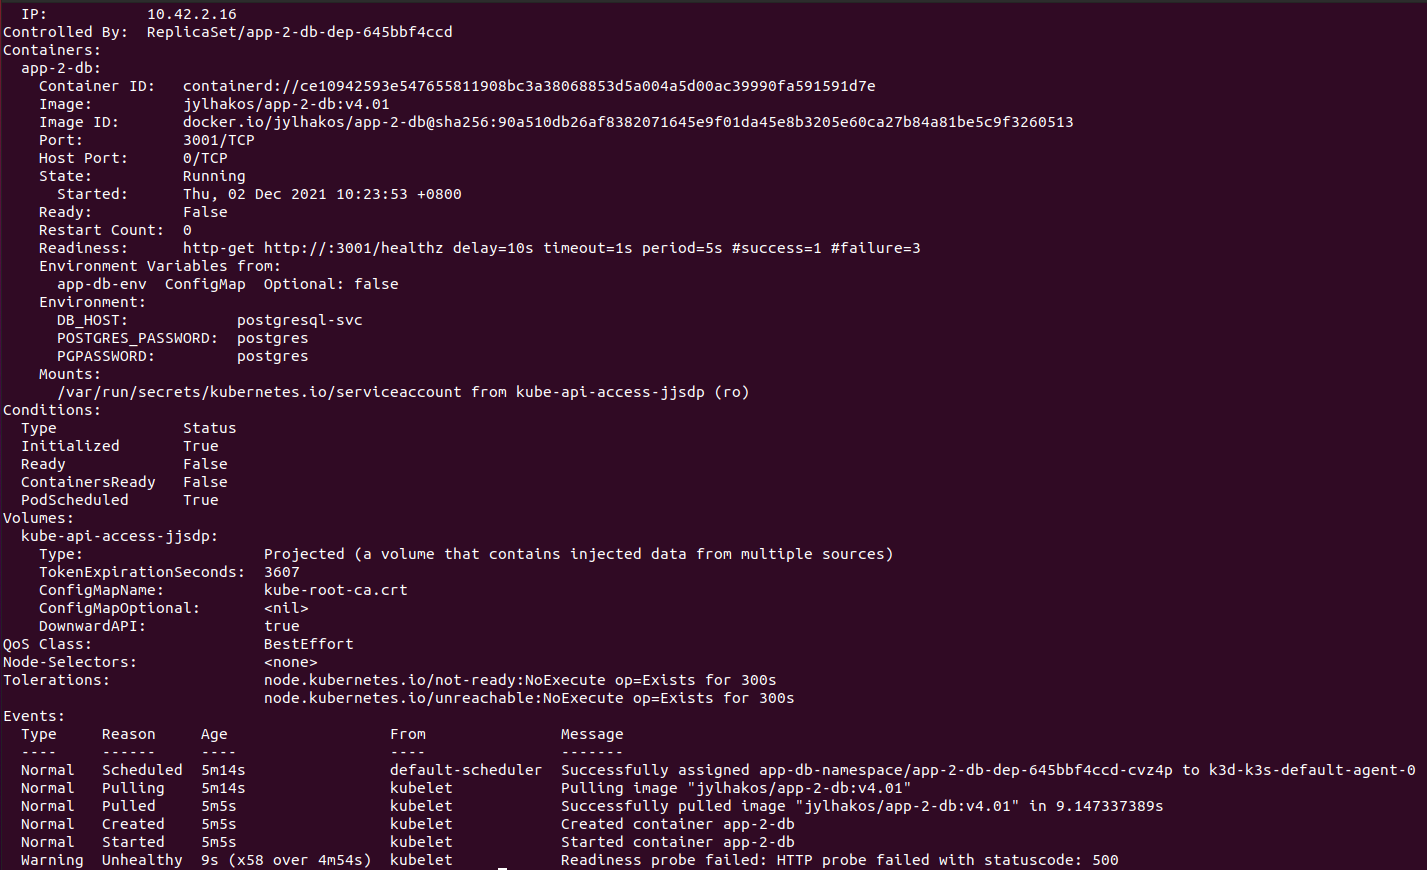 IP:           10.42.2.16
Controlled By:  ReplicaSet/app-2-db-dep-645bbf4ccd
Containers:
  app-2-db:
    Container ID:   containerd://ce10942593e547655811908bc3a38068853d5a004a5d00ac39990fa591591d7e
    Image:          jylhakos/app-2-db:v4.01
    Image ID:       docker.io/jylhakos/app-2-db@sha256:90a510db26af8382071645e9f01da45e8b3205e60ca27b84a81be5c9f3260513
    Port:           3001/TCP
    Host Port:      0/TCP
    State:          Running
      Started:      Thu, 02 Dec 2021 10:23:53 +0800
    Ready:          False
    Restart Count:  0
    Readiness:      http-get http://:3001/healthz delay=10s timeout=1s period=5s #success=1 #failure=3
    Environment Variables from:
      app-db-env  ConfigMap  Optional: false
    Environment:
      DB_HOST:            postgresql-svc
      POSTGRES_PASSWORD:  postgres
      PGPASSWORD:         postgres
    Mounts:
      /var/run/secrets/kubernetes.io/serviceaccount from kube-api-access-jjsdp (ro)
Conditions:
  Type              Status
  Initialized       True
  Ready             False
  ContainersReady   False
  PodScheduled      True
Volumes:
  kube-api-access-jjsdp:
    Type:                    Projected (a volume that contains injected data from multiple sources)
    TokenExpirationSeconds:  3607
    ConfigMapName:           kube-root-ca.crt
    ConfigMapOptional:       <nil>
    DownwardAPI:             true
QoS Class:                   BestEffort
Node-Selectors:              <none>
Tolerations:                 node.kubernetes.io/not-ready:NoExecute op=Exists for 300s
                             node.kubernetes.io/unreachable:NoExecute op=Exists for 300s
Events:
  Type     Reason     Age                   From               Message
  ----     ------     ----                  ----               -------
  Normal   Scheduled  5m14s                 default-scheduler  Successfully assigned app-db-namespace/app-2-db-dep-645bbf4ccd-cvz4p to k3d-k3s-default-agent-0
  Normal   Pulling    5m14s                 kubelet            Pulling image "jylhakos/app-2-db:v4.01"
  Normal   Pulled     5m5s                  kubelet            Successfully pulled image "jylhakos/app-2-db:v4.01" in 9.147337389s
  Normal   Created    5m5s                  kubelet            Created container app-2-db
  Normal   Started    5m5s                  kubelet            Started container app-2-db
  Warning  Unhealthy  9s (x58 over 4m54s)  kubelet            Readiness probe failed: HTTP probe failed with statuscode: 500